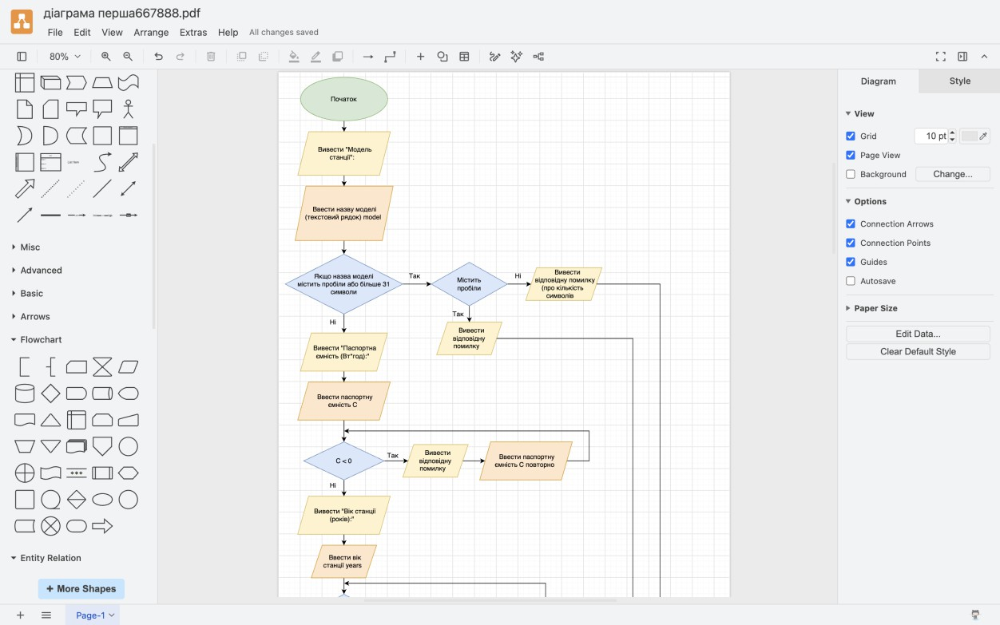 діаграма перша667888.pdf
File Edit View Arrange Extras Help All changes saved
80%
List Item
Misc
Advanced
Basic
Arrows
Flowchart
Entity Relation
+ More Shapes
Page-1
Початок
Вивести "Модель
станції":
Ввести назву моделі
(текстовий рядок) model
Якщо назва моделі
містить пробіли або більше 31
символи
Так
Містить
пробіли
Ні
Вивести
відповідну помилку
(про кількість
символів
Так
Вивести
відповідну
помилку
Ні
Вивести "Паспортна
ємність (Вт*год):"
Ввести паспортну
ємність C
C < 0
Так
Вивести
відповідну
помилку
Ввести паспортну
ємність C повторно
Ні
Вивести "Вік станції
(років):"
Ввести вік
станції years
Diagram Style
View
Grid 10 pt
Page View
Background Change...
Options
Connection Arrows
Connection Points
Guides
Autosave
Paper Size
Edit Data...
Clear Default Style